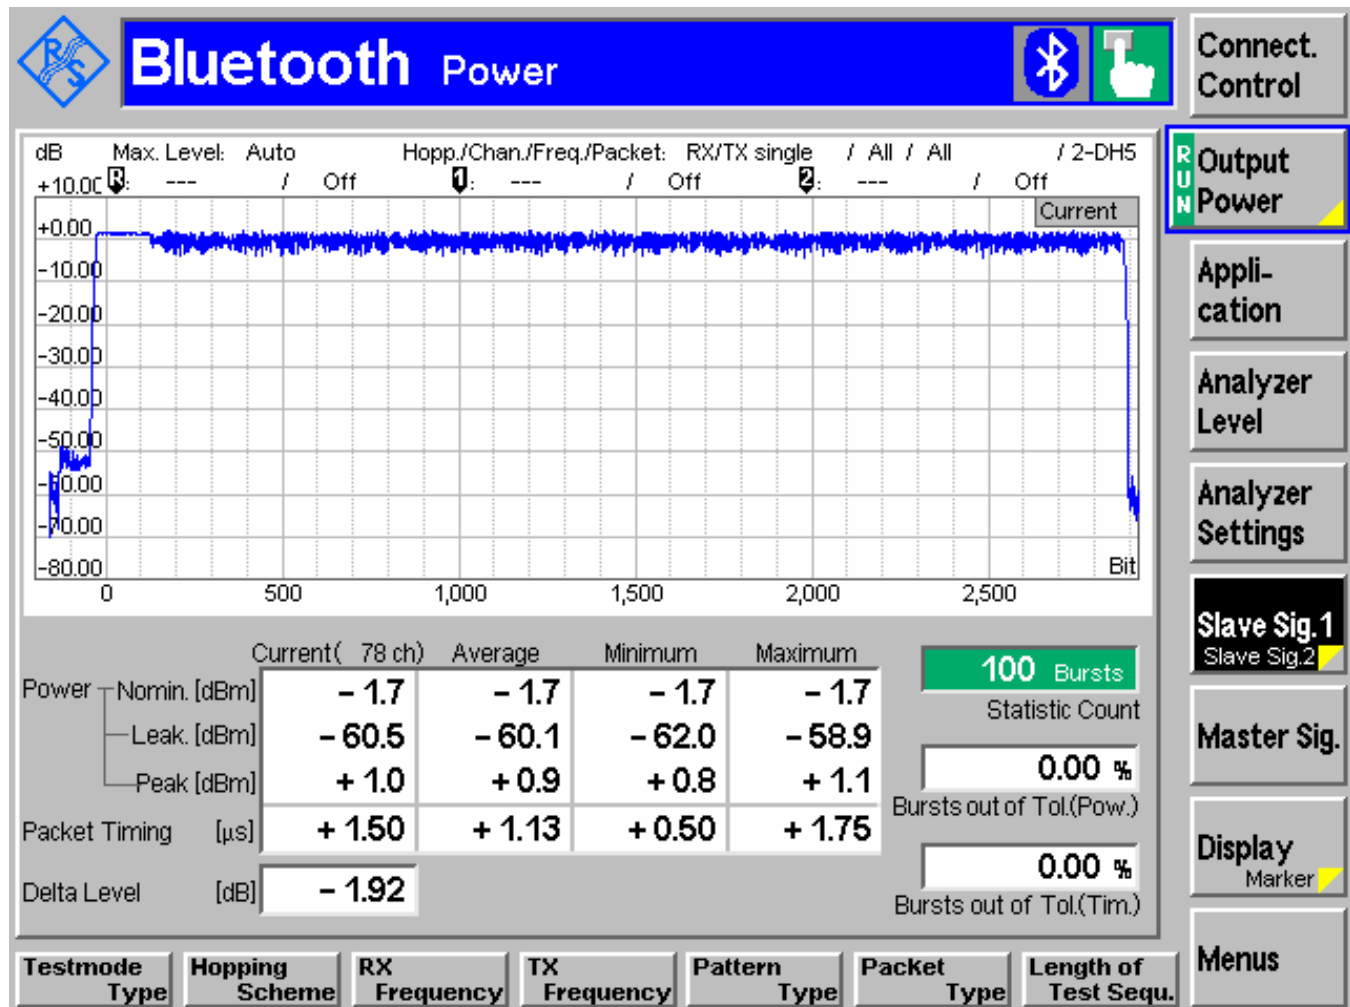 R S
Bluetooth Power
Connect. Control
dB Max. Level: Auto Hopp./Chan./Freq./Packet: RX/TX single / All / All / 2-DH5
+10.00 R: --- / Off 1: --- / Off 2: --- / Off
Current
+0.00
-10.00
-20.00
-30.00
-40.00
-50.00
-60.00
-70.00
-80.00
Bit
0 500 1,000 1,500 2,000 2,500
Current( 78 ch) Average Minimum Maximum
Power Nomin. [dBm] - 1.7 - 1.7 - 1.7 - 1.7
Leak. [dBm] - 60.5 - 60.1 - 62.0 - 58.9
Peak [dBm] + 1.0 + 0.9 + 0.8 + 1.1
Packet Timing [µs] + 1.50 + 1.13 + 0.50 + 1.75
Delta Level [dB] - 1.92
100 Bursts
Statistic Count
0.00 %
Bursts out of Tol.(Pow.)
0.00 %
Bursts out of Tol.(Tim.)
RUN
Output
Power
Appli-
cation
Analyzer
Level
Analyzer
Settings
Slave Sig.1
Slave Sig.2
Master Sig.
Display
Marker
Menus
Testmode
Type
Hopping
Scheme
RX
Frequency
TX
Frequency
Pattern
Type
Packet
Type
Length of
Test Sequ.